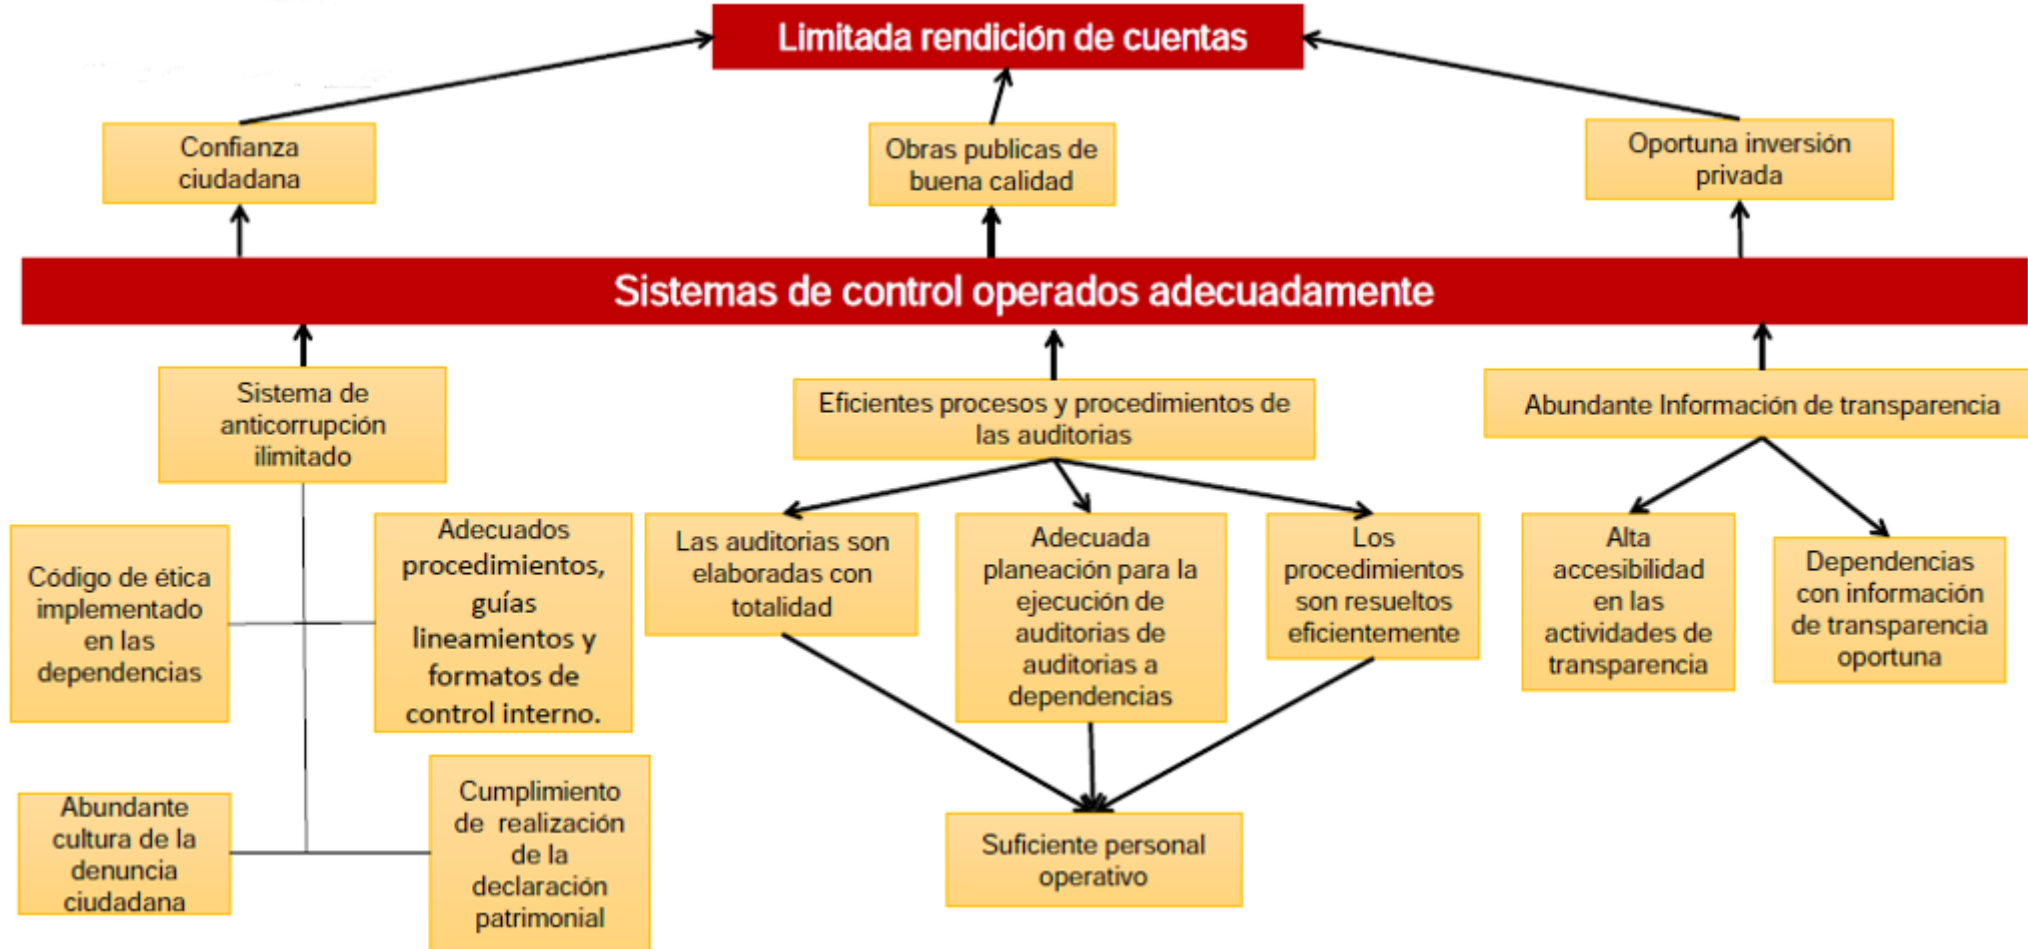 Limitada rendición de cuentas
Confianza
ciudadana
Obras publicas de
buena calidad
Oportuna inversión
privada
Sistemas de control operados adecuadamente
Sistema de
anticorrupción
ilimitado
Eficientes procesos y procedimientos de
las auditorias
Abundante Información de transparencia
Código de ética
implementado
en las
dependencias
Adecuados
procedimientos,
guías
lineamientos y
formatos de
control interno.
Las auditorias son
elaboradas con
totalidad
Adecuada
planeación para la
ejecución de
auditorias de
auditorias a
dependencias
Los
procedimientos
son resueltos
eficientemente
Alta
accesibilidad
en las
actividades de
transparencia
Dependencias
con información
de transparencia
oportuna
Abundante
cultura de la
denuncia
ciudadana
Cumplimiento
de realización
de la
declaración
patrimonial
Suficiente personal
operativo